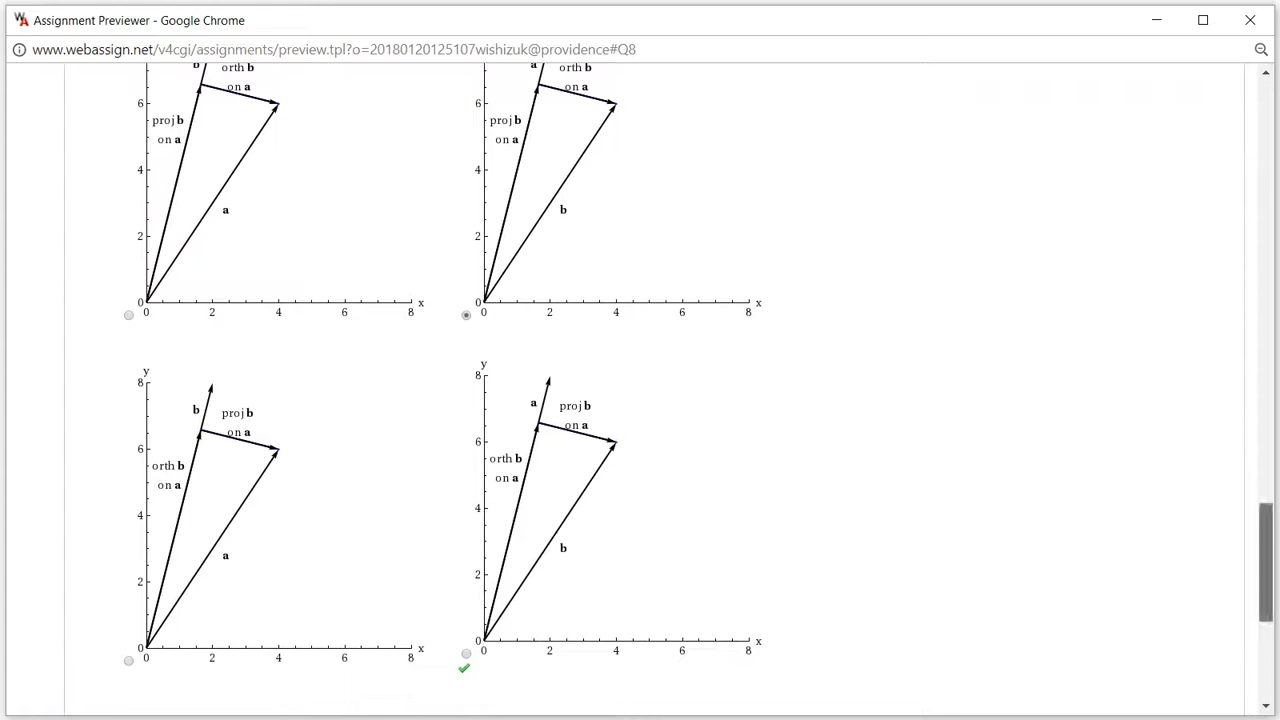 Assignment Previewer - Google Chrome
www.webassign.net/v4cgi/assignments/preview.tpl?o=20180120125107wishizuk@providence#Q8
b
orth b
on a
6
proj b
on a
4
a
2
0
x
0 2 4 6 8
a
orth b
on a
6
proj b
on a
4
b
2
0
x
0 2 4 6 8
y
8
b
proj b
on a
6
orth b
on a
4
a
2
0
x
0 2 4 6 8
y
8
a
proj b
on a
6
orth b
on a
4
b
2
0
x
0 2 4 6 8